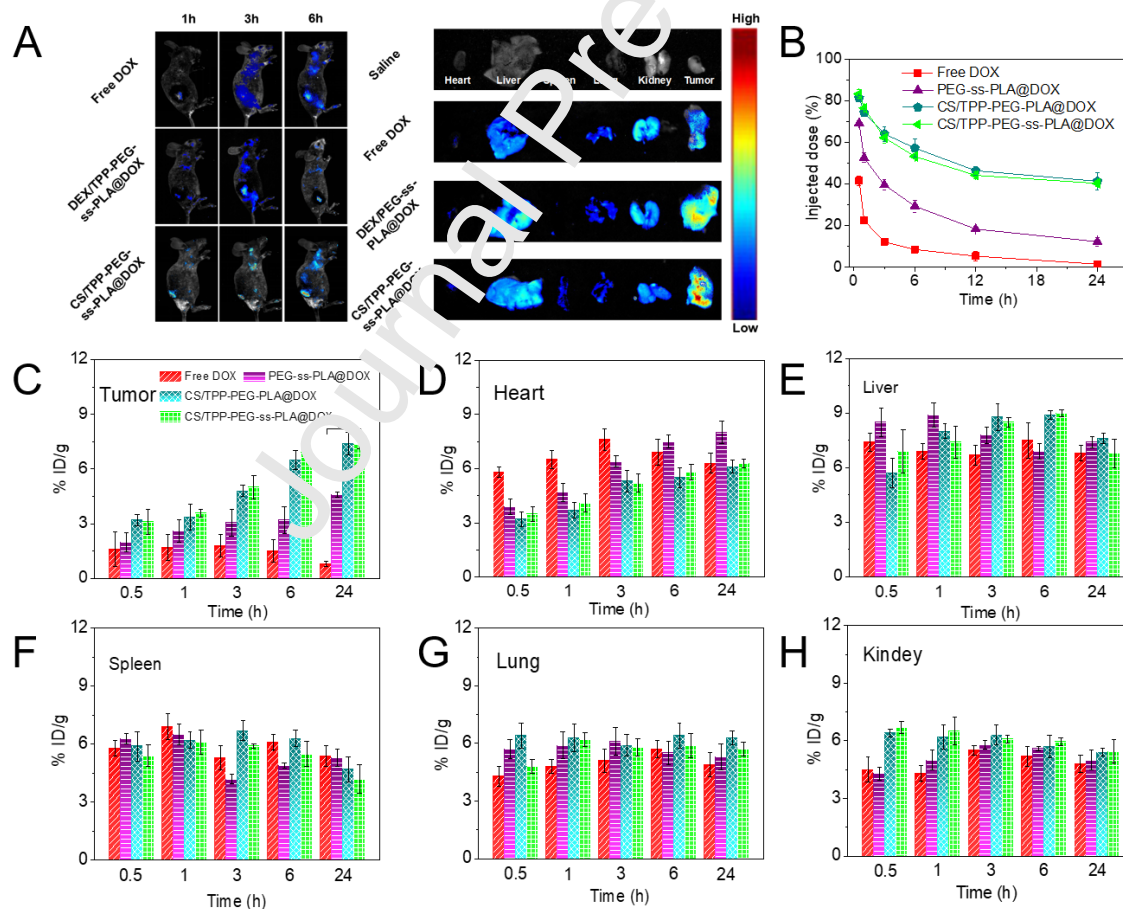 A
1h 3h 6h
Free DOX
DEX/TPP-PEG-
ss-PLA@DOX
CS/TPP-PEG-
ss-PLA@DOX
Saline
Heart Liver Kidney Tumor
Free DOX
DEX/PEG-ss-
PLA@DOX
CS/TPP-PEG-
ss-PLA@DOX
High
Low
Journal Pre
B
Injected dose (%)
100
80
60
40
20
0
Free DOX
PEG-ss-PLA@DOX
CS/TPP-PEG-PLA@DOX
CS/TPP-PEG-ss-PLA@DOX
0 6 12 18 24
Time (h)
C
Tumor
% ID/g
12
9
6
3
0
Free DOX PEG-ss-PLA@DOX
CS/TPP-PEG-PLA@DOX
CS/TPP-PEG-ss-PLA@DOX
0.5 1 3 6 24
Time (h)
D
Heart
% ID/g
12
9
6
3
0
0.5 1 3 6 24
Time (h)
E
Liver
% ID/g
12
9
6
3
0
0.5 1 3 6 24
Time (h)
F
Spleen
% ID/g
12
9
6
3
0
0.5 1 3 6 24
Time (h)
G
Lung
% ID/g
12
9
6
3
0
0.5 1 3 6 24
Time (h)
H
Kindey
% ID/g
12
9
6
3
0
0.5 1 3 6 24
Time (h)